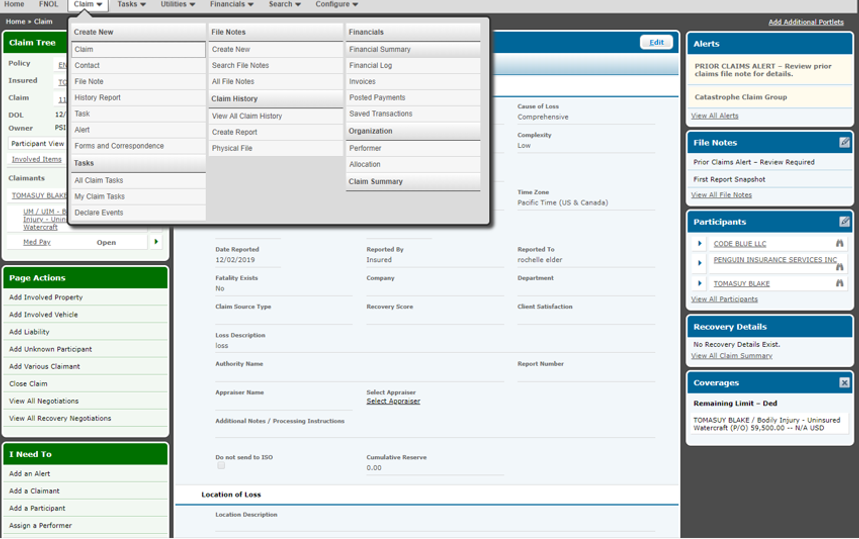 Home FNOL Claim Tasks Utilities Financials Search Configure
Home » Claim
Add Additional Portlets
Claim Tree
Policy
Insured
Claim
DOL 12/
Owner PSI
Participant View
Involved Items
Claimants
TOMASUY BLAKE
UM / UIM - B
Injury - Unins
Watercraft
Med Pay Open
Page Actions
Add Involved Property
Add Involved Vehicle
Add Liability
Add Unknown Participant
Add Various Claimant
Close Claim
View All Negotiations
View All Recovery Negotiations
I Need To
Add an Alert
Add a Claimant
Add a Participant
Assign a Performer
Create New
Claim
Contact
File Note
History Report
Task
Alert
Forms and Correspondence
Tasks
All Claim Tasks
My Claim Tasks
Declare Events
File Notes
Create New
Search File Notes
All File Notes
Claim History
View All Claim History
Create Report
Physical File
Financials
Financial Summary
Financial Log
Invoices
Posted Payments
Saved Transactions
Organization
Performer
Allocation
Claim Summary
Edit
Cause of Loss
Comprehensive
Complexity
Low
Time Zone
Pacific Time (US & Canada)
Date Reported Reported By Reported To
12/02/2019 Insured rochelle elder
Fatality Exists Company Department
No
Claim Source Type Recovery Score Client Satisfaction
Loss Description
loss
Authority Name Report Number
Appraiser Name Select Appraiser
Select Appraiser
Additional Notes / Processing Instructions
Do not send to ISO Cumulative Reserve
0.00
Location of Loss
Location Description
Alerts
PRIOR CLAIMS ALERT – Review prior
claims file note for details.
Catastrophe Claim Group
View All Alerts
File Notes
Prior Claims Alert – Review Required
First Report Snapshot
View All File Notes
Participants
CODE BLUE LLC
PENGUIN INSURANCE SERVICES INC
TOMASUY BLAKE
View All Participants
Recovery Details
No Recovery Details Exist.
View All Claim Summary
Coverages
Remaining Limit – Ded
TOMASUY BLAKE / Bodily Injury - Uninsured
Watercraft (P/O) 59,500.00 -- N/A USD